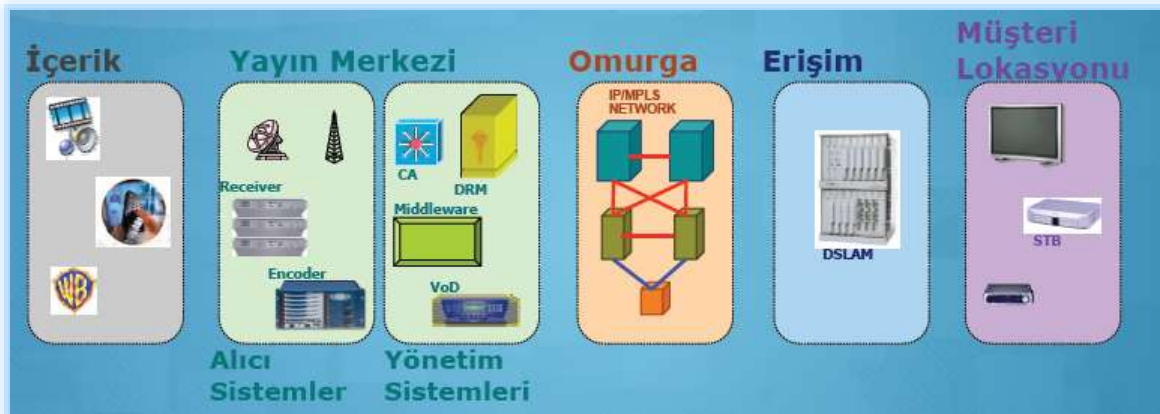 İçerik
Yayın Merkezi
Receiver
Encoder
Alıcı
Sistemler
CA
DRM
Middleware
VoD
Yönetim
Sistemleri
Omurga
IP/MPLS
NETWORK
Erişim
DSLAM
Müşteri
Lokasyonu
STB
WB